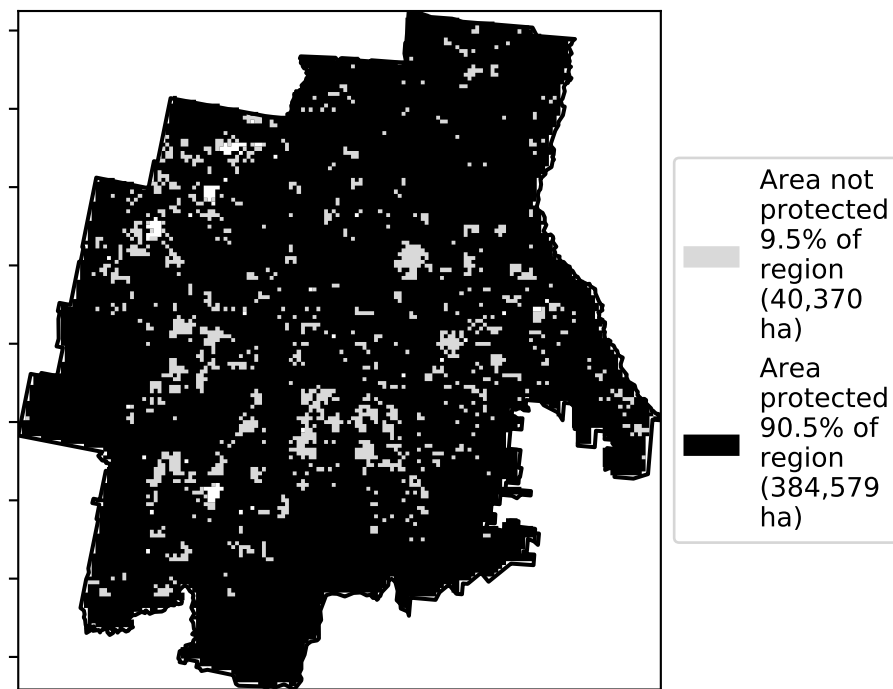 Area not
protected
9.5% of
region
(40,370
ha)
Area
protected
90.5% of
region
(384,579
ha)